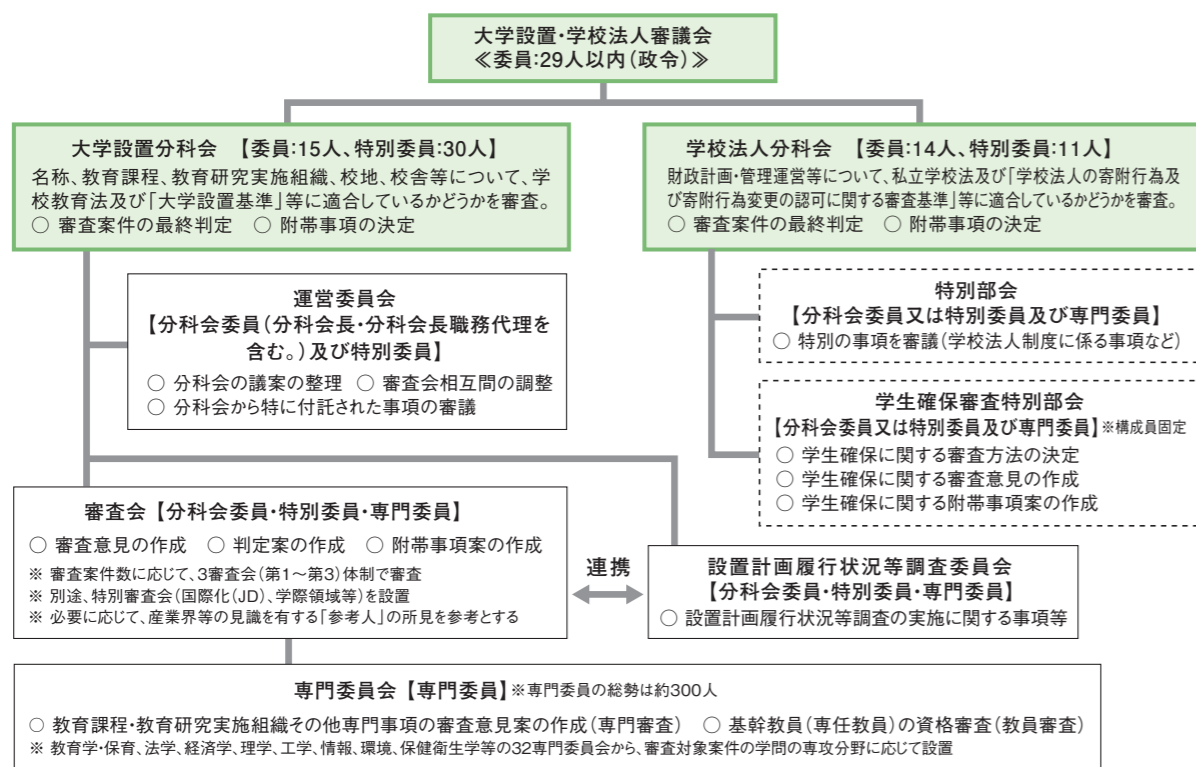 大学設置・学校法人審議会
≪委員:29人以内(政令)≫
大学設置分科会 【委員:15人、特別委員:30人】
名称、教育課程、教育研究実施組織、校地、校舎等について、学
校教育法及び「大学設置基準」等に適合しているかどうかを審査。
○ 審査案件の最終判定 ○ 附帯事項の決定
学校法人分科会 【委員:14人、特別委員:11人】
財政計画・管理運営等について、私立学校法及び「学校法人の寄附行為及
び寄附行為変更の認可に関する審査基準」等に適合しているかどうかを審査。
○ 審査案件の最終判定 ○ 附帯事項の決定
運営委員会
【分科会委員(分科会長・分科会長職務代理を
含む。)及び特別委員】
○ 分科会の議案の整理 ○ 審査会相互間の調整
○ 分科会から特に付託された事項の審議
特別部会
【分科会委員又は特別委員及び専門委員】
○ 特別の事項を審議(学校法人制度に係る事項など)
学生確保審査特別部会
【分科会委員又は特別委員及び専門委員】※構成員固定
○ 学生確保に関する審査方法の決定
○ 学生確保に関する審査意見の作成
○ 学生確保に関する附帯事項案の作成
審査会 【分科会委員・特別委員・専門委員】
○ 審査意見の作成 ○ 判定案の作成 ○ 附帯事項案の作成
※ 審査案件数に応じて、3審査会(第1~第3)体制で審査
※ 別途、特別審査会(国際化(JD)、学際領域等)を設置
※ 必要に応じて、産業界等の見識を有する「参考人」の所見を参考とする
連携
設置計画履行状況等調査委員会
【分科会委員・特別委員・専門委員】
○ 設置計画履行状況等調査の実施に関する事項等
専門委員会 【専門委員】※専門委員の総勢は約300人
○ 教育課程・教育研究実施組織その他専門事項の審査意見案の作成(専門審査) ○ 基幹教員(専任教員)の資格審査(教員審査)
※ 教育学・保育、法学、経済学、理学、工学、情報、環境、保健衛生学等の32専門委員会から、審査対象案件の学問の専攻分野に応じて設置